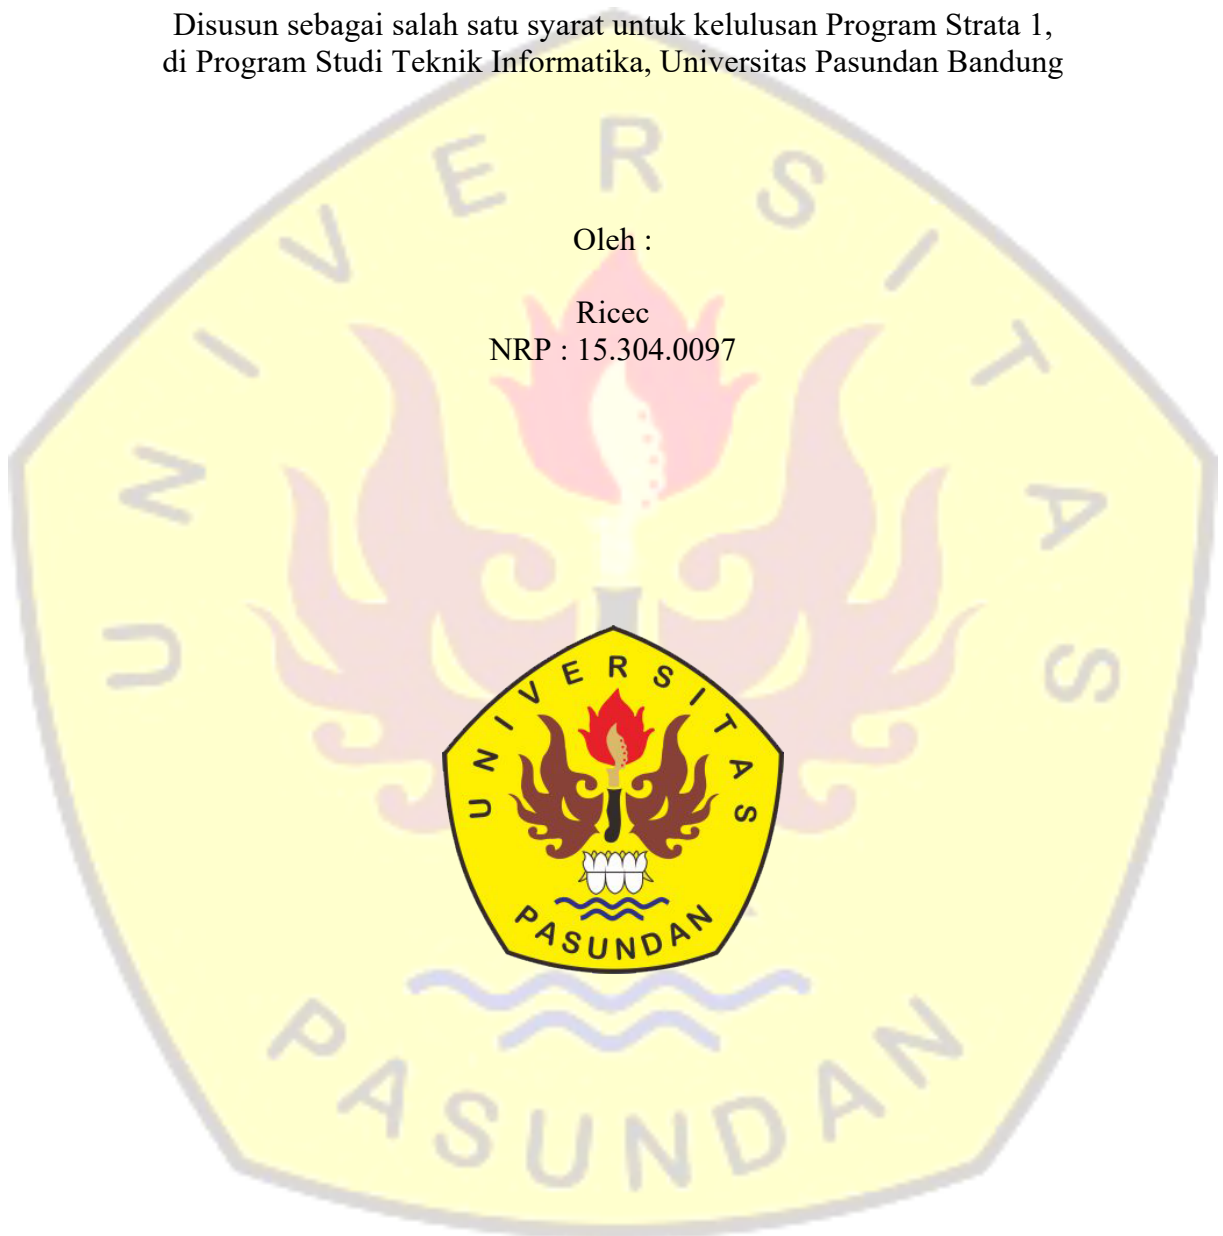 Disusun sebagai salah satu syarat untuk kelulusan Program Strata 1,
di Program Studi Teknik Informatika, Universitas Pasundan Bandung
Oleh :
Ricec
NRP : 15.304.0097
UNIVERSITAS
PASUNDAN
UNIVERSITAS
PASUNDAN